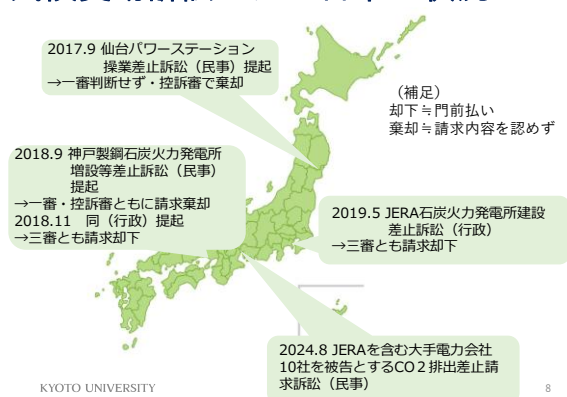 2017.9 仙台パワーステーション
操業差止訴訟（民事）提起
→一審判断せず・控訴審で棄却
（補足）
却下≒門前払い
棄却≒請求内容を認めず
2018.9 神戸製鋼石炭火力発電所
増設等差止訴訟（民事）
提起
→一審・控訴審ともに請求棄却
2018.11　同（行政）提起
→三審とも請求却下
2019.5 JERA石炭火力発電所建設
差止訴訟（行政）
→三審とも請求却下
2024.8 JERAを含む大手電力会社
10社を被告とするCO２排出差止請
求訴訟（民事）
KYOTO UNIVERSITY
8